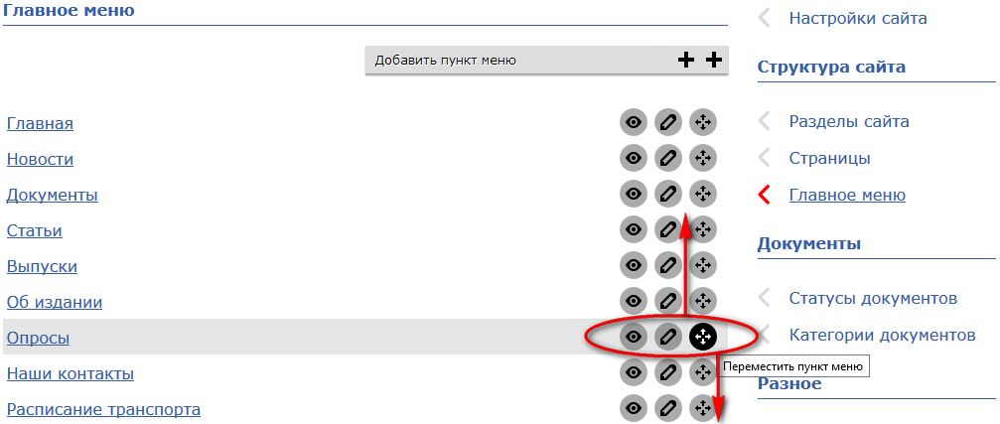 Главное меню
Добавить пункт меню
Главная
Новости
Документы
Статьи
Выпуски
Об издании
Опросы
Наши контакты
Расписание транспорта
Настройки сайта
Структура сайта
Разделы сайта
Страницы
Главное меню
Документы
Статусы документов
Категории документов
Переместить пункт меню
Разное